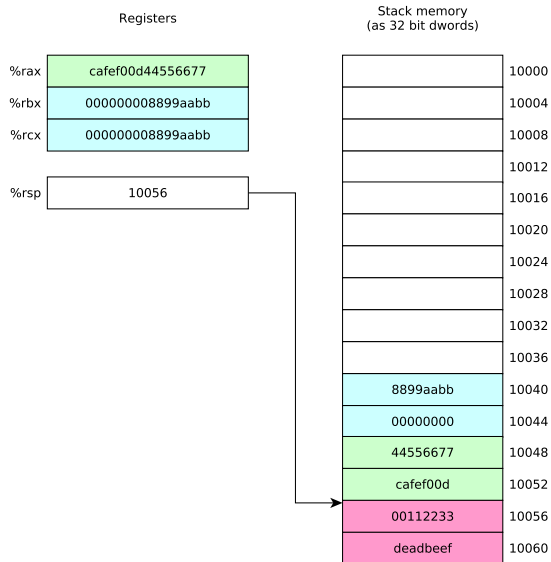 Registers
Stack memory
(as 32 bit dwords)
%rax cafef00d44556677
%rbx 000000008899aabb
%rcx 000000008899aabb
%rsp 10056
10000
10004
10008
10012
10016
10020
10024
10028
10032
10036
8899aabb 10040
00000000 10044
44556677 10048
cafef00d 10052
00112233 10056
deadbeef 10060